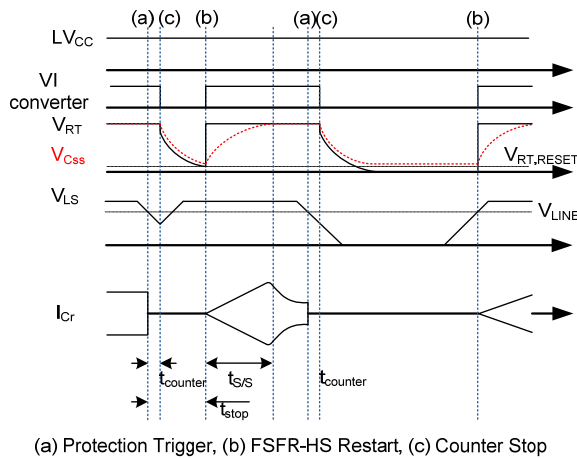 (a) (c) (b) (a) (c) (b)
LVCC
VI
converter
VRT
VCss
VRT,RESET
VLS
VLINE
ICr
tcounter tS/S tcounter
tstop
(a) Protection Trigger, (b) FSFR-HS Restart, (c) Counter Stop